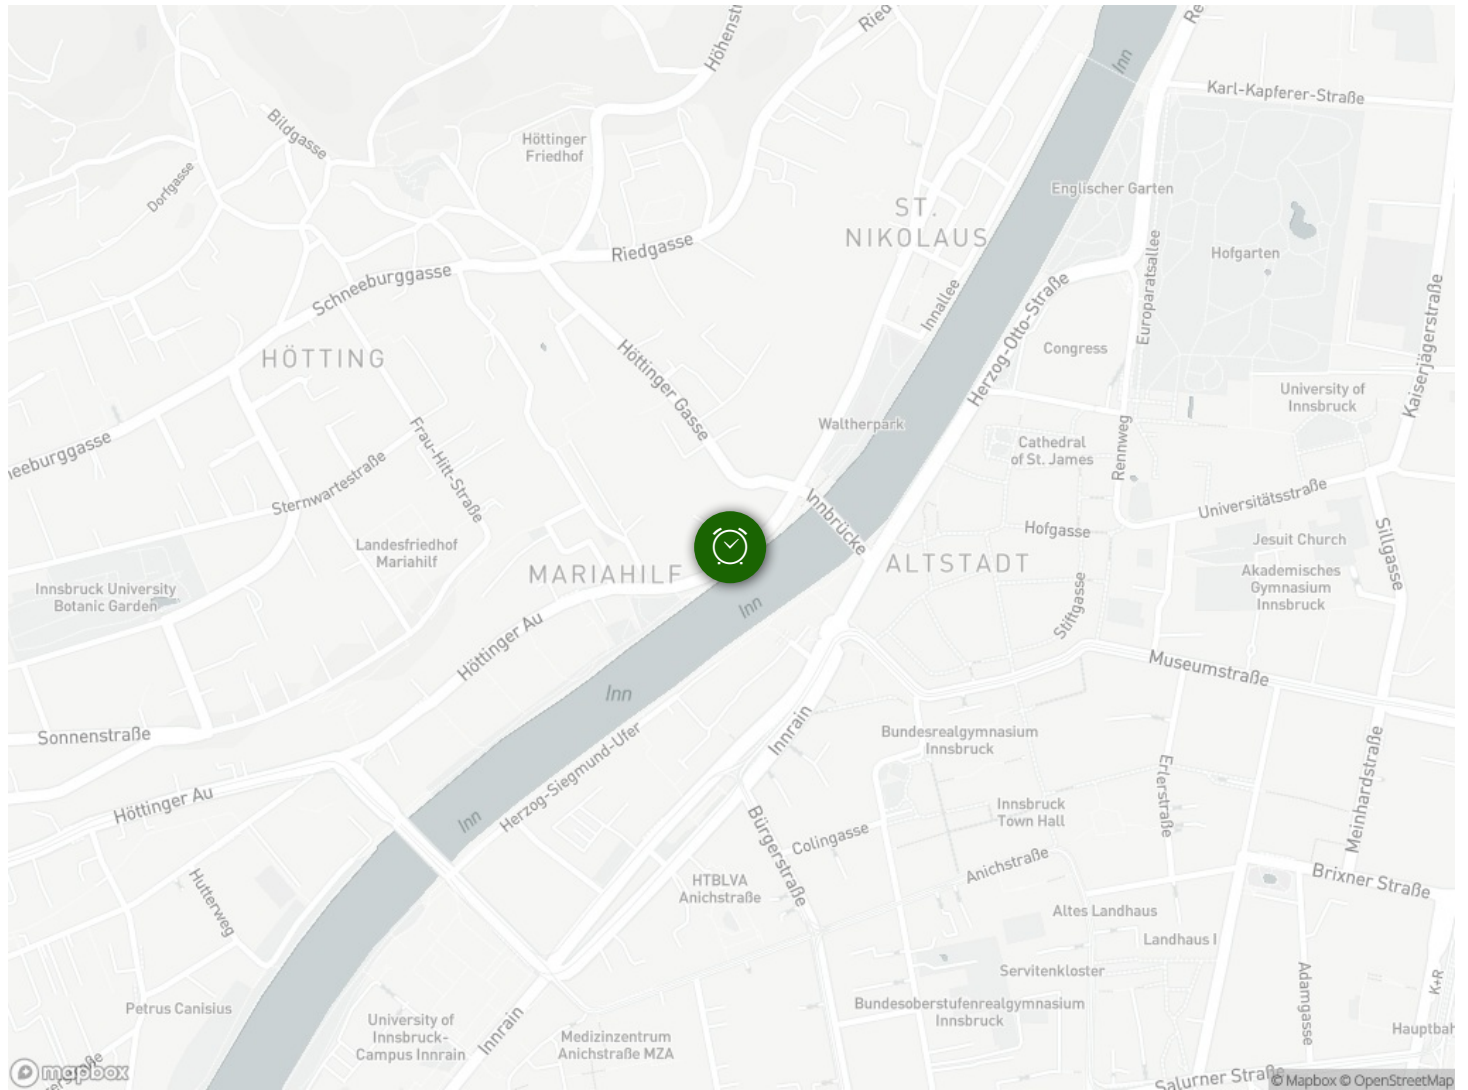 Inn
Ried
Höhenstr
Re
Karl-Kapferer-Straße
Bildgasse
Höttinger
Friedhof
Dorfgasse
Englischer Garten
ST.
NIKOLAUS
Riedgasse
Hofgarten
Europaratsallee
Schneeburggasse
Innallee
Herzog-Otto-Straße
Kaiserjägerstraße
HÖTTING
Höttinger Gasse
Congress
University of
Innsbruck
Waltherpark
Cathedral
of St. James
Rennweg
neeburggasse
Frau-Hitt-Straße
Sternwartestraße
Universitätsstraße
Innbrücke
Hofgasse
Sillgasse
Jesuit Church
Landesfriedhof
Mariahilf
MARIAHILF
ALTSTADT
Akademisches
Gymnasium
Innsbruck
Innsbruck University
Botanic Garden
Inn
Stiftgasse
Höttinger Au
Museumstraße
Inn
Sonnenstraße
Innrain
Bundesrealgymnasium
Innsbruck
Herzog-Siegmund-Ufer
Erlerstraße
Meinhardstraße
Höttinger Au
Inn
Innsbruck
Town Hall
Bürgerstraße
Colingasse
Anichstraße
HTBLVA
Anichstraße
Brixner Straße
Hutterweg
Altes Landhaus
Landhaus I
Servitenkloster
Adamgasse
K+R
Petrus Canisius
Bundesoberstufenrealgymnasium
Innsbruck
University of
Innsbruck-
Campus Innrain
Innrain
Medizinzentrum
Anichstraße MZA
Hauptbah
erstraße
mapbox
Salurner Straße
© Mapbox © OpenStreetMap